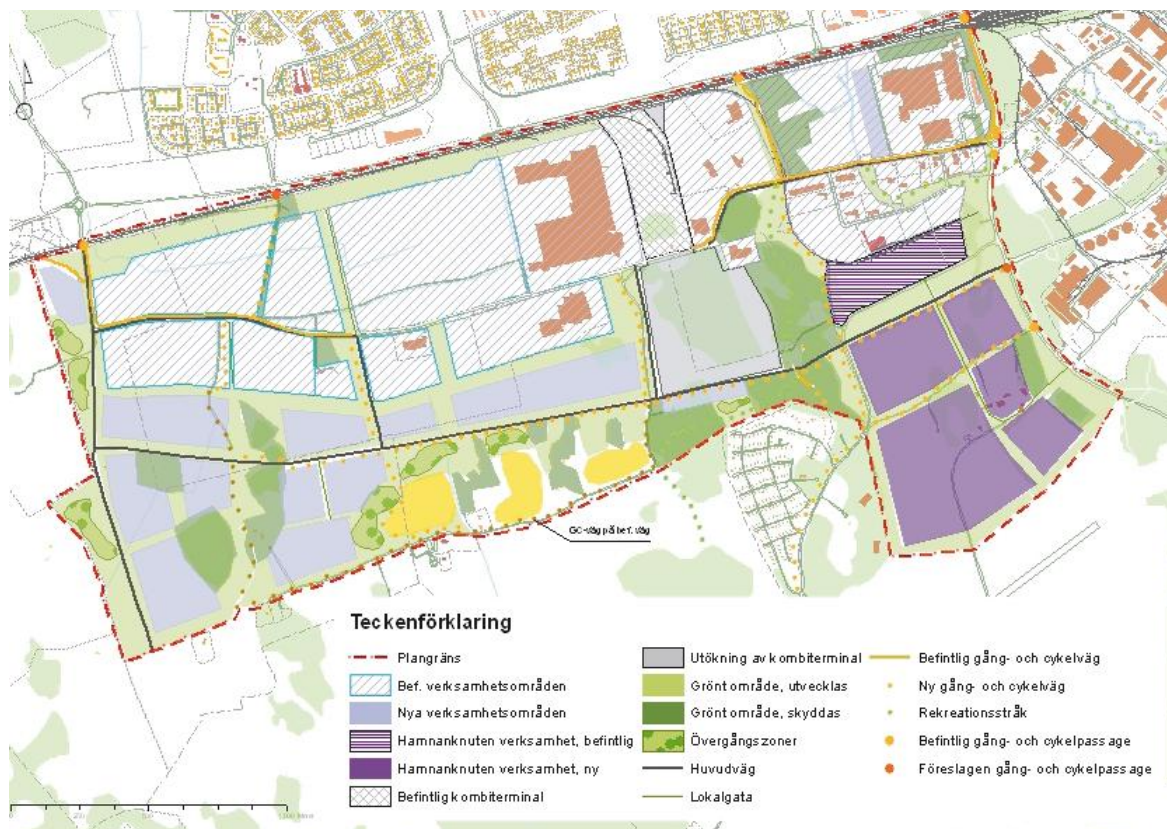 GC-väg på bef. väg
Teckenförklaring
Plangräns
Bef. verksamhetsområden
Nya verksamhetsområden
Hamnanknuten verksamhet, befintlig
Hamnanknuten verksamhet, ny
Befintlig kombiterminal
Utökning av kombiterminal
Grönt område, utvecklas
Grönt område, skyddas
Övergångszoner
Huvudväg
Lokalgata
Befintlig gång- och cykelväg
Ny gång- och cykelväg
Rekreationsstråk
Befintlig gång- och cykelpassage
Föreslagen gång- och cykelpassage
0